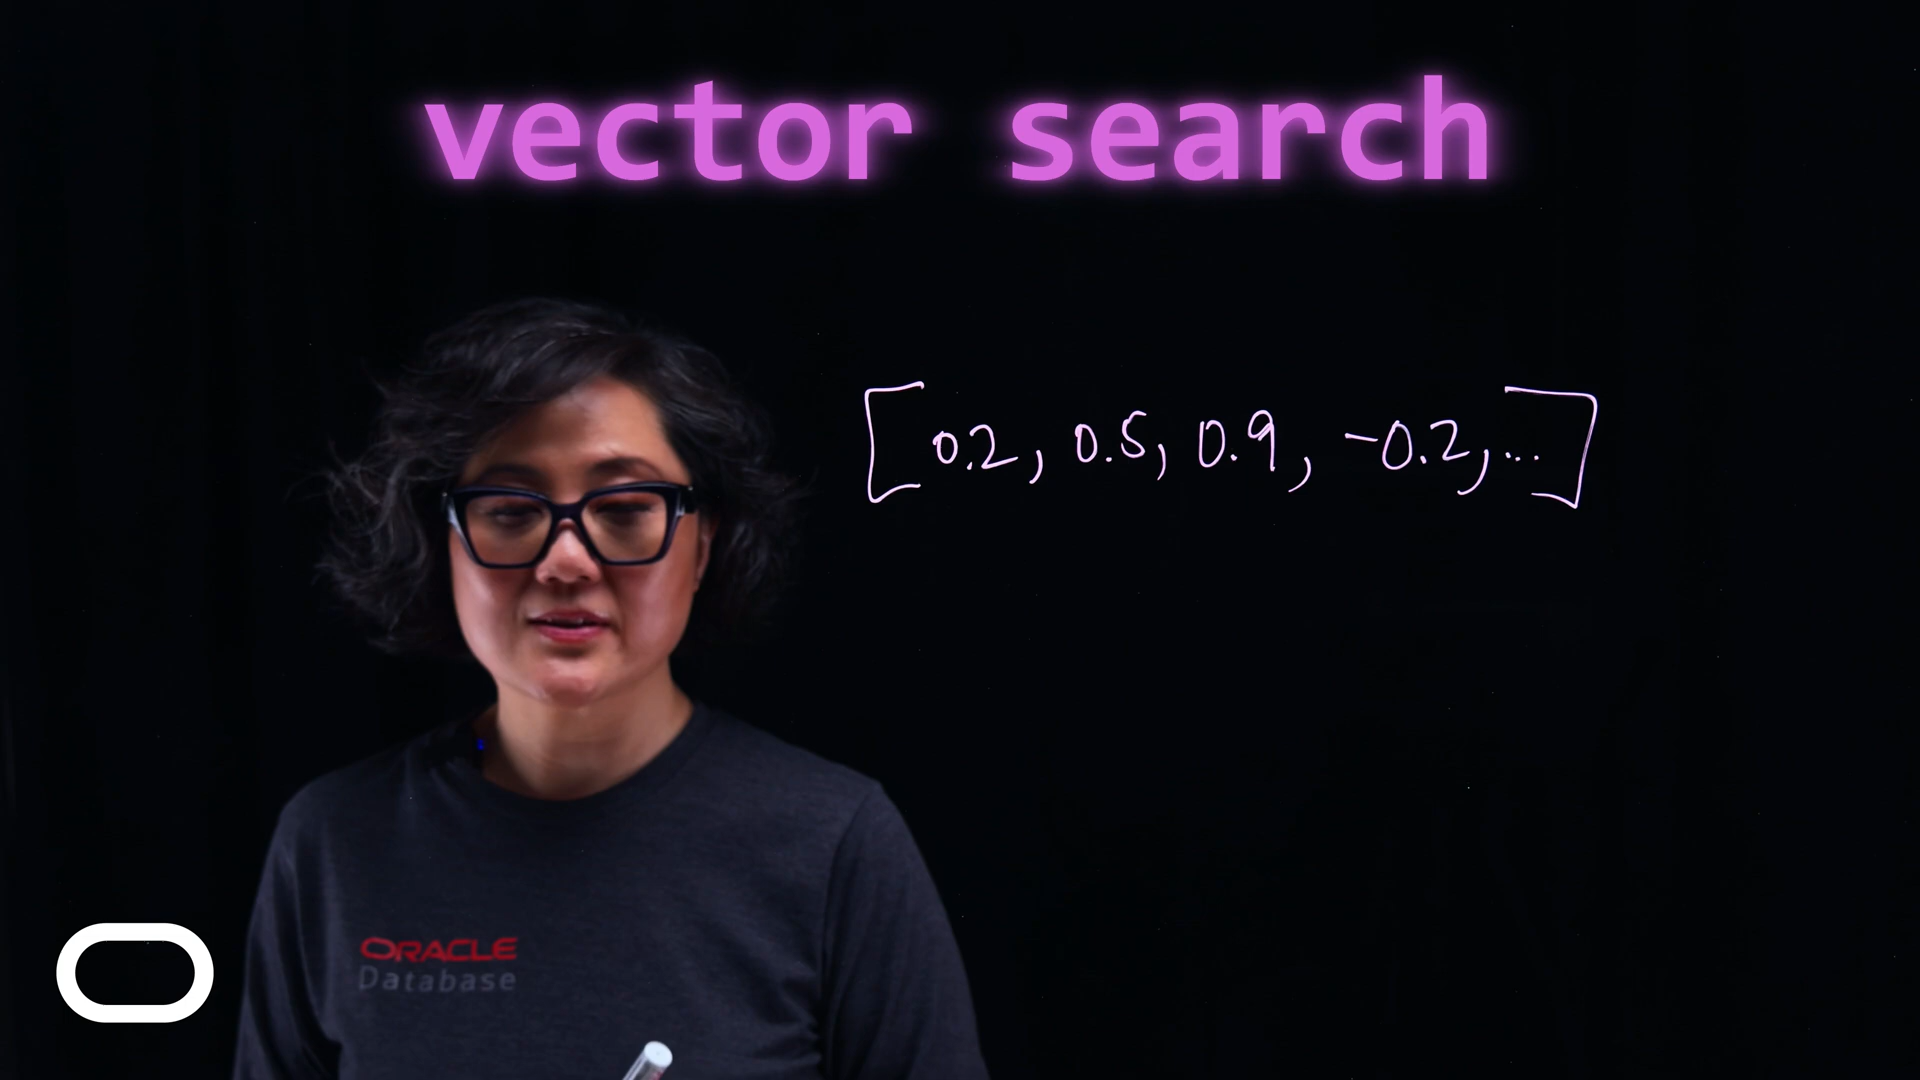 vector search
[0.2, 0.5, 0.9, -0.2,...]
ORACLE
Database